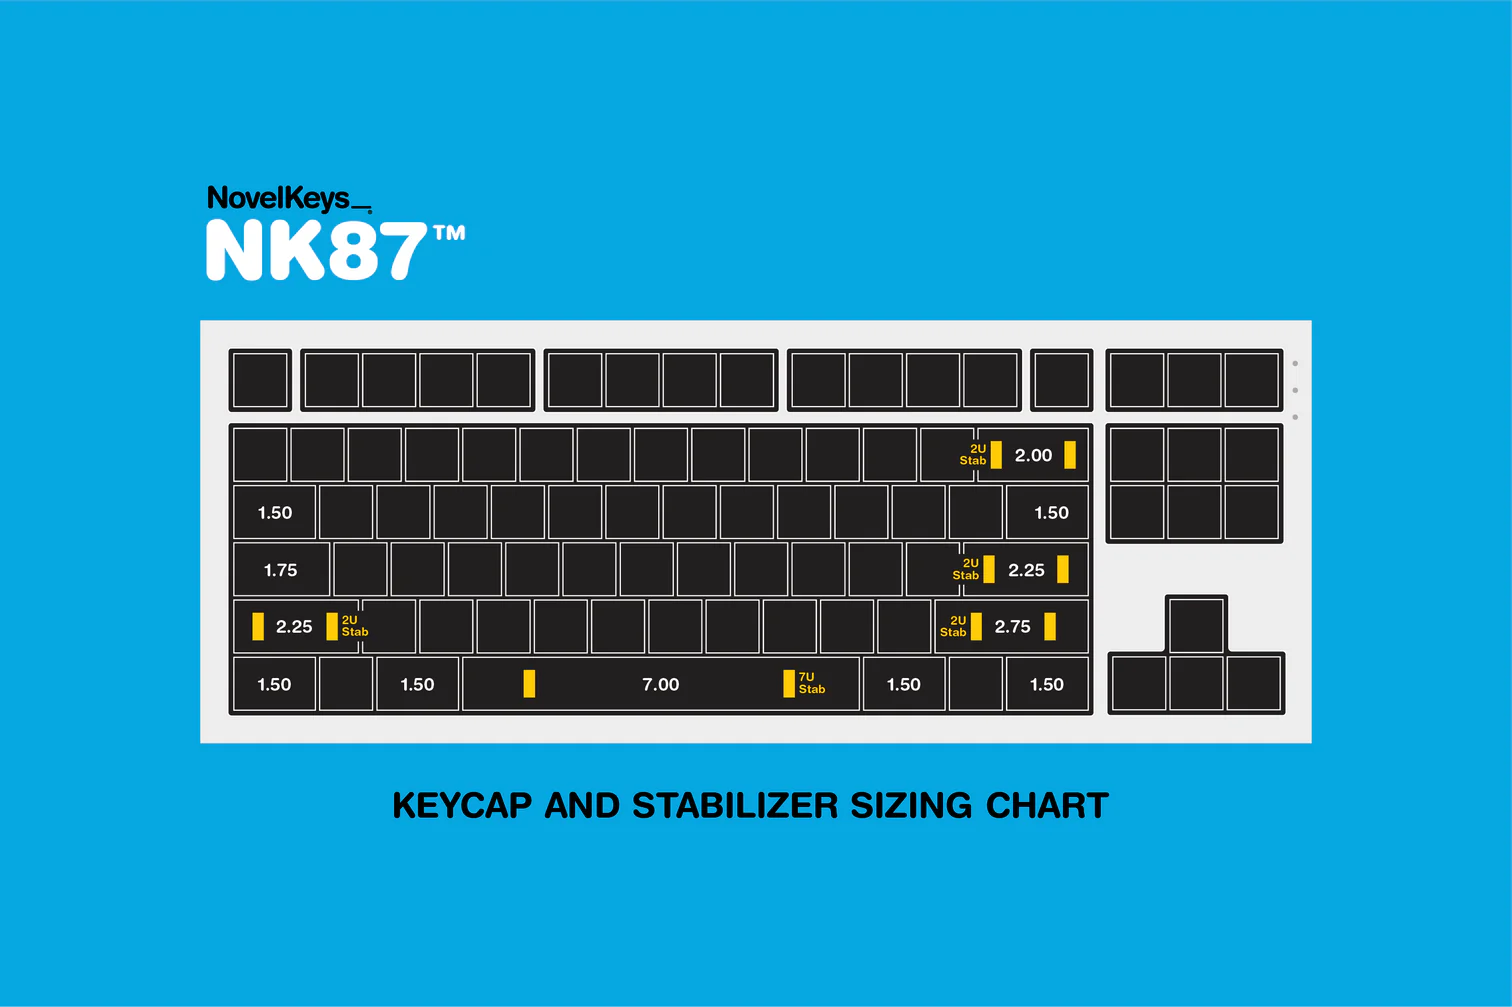 NovelKeys_
NK87™
2U
Stab
2.00
1.50
1.50
1.75
2U
Stab
2.25
2.25
2U
Stab
2U
Stab
2.75
1.50
1.50
7.00
7U
Stab
1.50
1.50
KEYCAP AND STABILIZER SIZING CHART